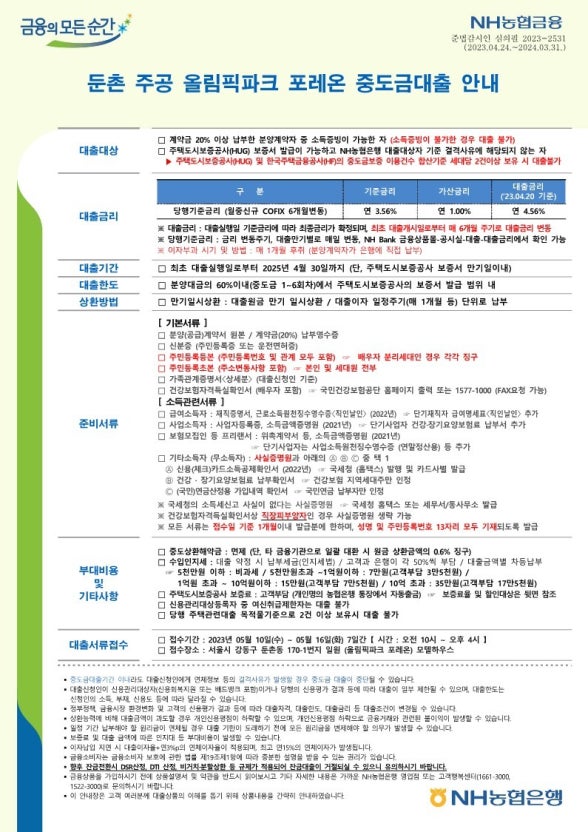 금융의 모든 순간
NH농협금융
준법감시인 심의필 2023-2531
(2023.04.24.~2024.03.31.)
둔촌 주공 올림픽파크 포레온 중도금대출 안내
대출대상
□ 계약금 20% 이상 납부한 분양계약자 중 소득증빙이 가능한 자 (소득증빙이 불가한 경우 대출 불가)
□ 주택도시보증공사(HUG) 보증서 발급이 가능하고 NH농협은행 대출대상자 기준 결격사유에 해당되지 않는 자
▶ 주택도시보증공사(HUG) 및 한국주택금융공사(HF)의 중도금보증 이용건수 합산기준 세대당 2건이상 보유 시 대출불가
대출금리
구 분 기준금리 가산금리 대출금리
('23.04.20 기준)
당행기준금리 (월중신규 COFIX 6개월변동) 연 3.56% 연 1.00% 연 4.56%
※ 대출금리 : 대출실행일 기준금리에 따라 최종금리가 확정되며, 최초 대출개시일로부터 매 6개월 주기로 대출금리 변동
※ 당행기준금리 : 금리 변동주기, 대출만기별로 매일 변동, NH Bank 금융상품몰-공시실-대출-대출금리에서 확인 가능
※ 이자부과 시기 및 방법 : 매 1개월 후취 (분양계약자가 은행에 직접 납부)
대출기간
□ 최초 대출실행일로부터 2025년 4월 30일까지 (단, 주택도시보증공사 보증서 만기일이내)
대출한도
□ 분양대금의 60%이내(중도금 1~6회차)에서 주택도시보증공사의 보증서 발급 범위 내
상환방법
□ 만기일시상환 : 대출원금 만기 일시상환 / 대출이자 일정주기(매 1개월 등) 단위로 납부
준비서류
[ 기본서류 ]
□ 분양(공급)계약서 원본 / 계약금(20%) 납부영수증
□ 신분증 (주민등록증 또는 운전면허증)
□ 주민등록등본 (주민등록번호 및 관계 모두 포함) ☞ 배우자 분리세대인 경우 각각 징구
□ 주민등록초본 (주소변동사항 포함) ☞ 본인 및 세대원 전부
□ 가족관계증명서<상세분> (대출신청인 기준)
□ 건강보험자격득실확인서 (배우자 포함) ☞ 국민건강보험공단 홈페이지 출력 또는 1577-1000 (FAX요청 가능)
[ 소득관련서류 ]
□ 급여소득자 : 재직증명서, 근로소득원천징수영수증<직인날인> (2022년) ☞ 단기재직자 급여명세표<직인날인> 추가
□ 사업소득자 : 사업자등록증, 소득금액증명원 (2021년) ☞ 단기사업자 건강·장기요양보험료 납부서 추가
□ 보험모집인 등 프리랜서 : 위촉계약서 등, 소득금액증명원 (2021년)
☞ 단기사업자는 사업소득원천징수영수증 (연말정산용) 등 추가
□ 기타소득자 (무소득자) : 사실증명원과 아래의 Ⓐ Ⓑ Ⓒ 중 택 1
Ⓐ 신용(체크)카드소득공제확인서 (2022년) ☞ 국세청 (홈택스) 발행 및 카드사별 발급
Ⓑ 건강 · 장기요양보험료 납부확인서 ☞ 건강보험 지역세대주만 인정
Ⓒ (국민)연금산정용 가입내역 확인서 ☞ 국민연금 납부자만 인정
※ 국세청의 소득세신고 사실이 없다는 사실증명원 ☞ 국세청 홈택스 또는 세무서/동사무소 발급
※ 건강보험자격득실확인서상 직장피부양자인 경우 사실증명원 생략 가능
※ 모든 서류는 접수일 기준 1개월이내 발급분에 한하며, 성명 및 주민등록번호 13자리 모두 기재되도록 발급
부대비용
및
기타사항
□ 중도상환해약금 : 면제 (단, 타 금융기관으로 일괄 대환 시 원금 상환금액의 0.6% 징구)
□ 수입인지세 : 대출 약정 시 납부세금(인지세법) / 고객과 은행이 각 50%씩 부담 / 대출금액별 차등납부
☞ 5천만원 이하 : 비과세 / 5천만원초과 ~1억원이하 : 7만원(고객부담 3만5천원) /
1억원 초과 ~ 10억원이하 : 15만원(고객부담 7만5천원) / 10억 초과 : 35만원(고객부담 17만5천원)
□ 주택도시보증공사 보증료 : 고객부담 (개인명의 농협은행 통장에서 자동출금) ☞ 보증료율 및 할인대상은 뒷면 참조
□ 신용관리대상등록자 중 여신취급제한자는 대출 불가
□ 당행 주택관련대출 목적물기준으로 2건 이상 보유시 대출 불가
대출서류접수
□ 접수기간 : 2023년 05월 10일(수) ~ 05월 16일(화) 7일간 [ 시간 : 오전 10시 ~ 오후 4시 ]
□ 접수장소 : 서울시 강동구 둔촌동 170-1번지 일원 (올림픽파크 포레온) 모델하우스
• 중도금대출기간 이내라도 대출신청인에게 연체정보 등의 결격사유가 발생할 경우 중도금 대출이 중단될 수 있습니다.
• 대출신청인이 신용관리대상자(신용회복지원 또는 배드뱅크 포함)이거나 당행의 신용평가 결과 등에 따라 대출이 일부 제한될 수 있으며, 대출한도는
신청인의 소득, 부채, 신용도 등에 따라 달라질 수 있습니다.
• 정부정책, 금융시장 환경변화 및 고객의 신용평가 결과 등에 따라 대출자격, 대출한도, 대출금리 등 대출조건이 변경될 수 있습니다.
• 상환능력에 비해 대출금액이 과도할 경우 개인신용평점이 하락할 수 있으며, 개인신용평점 하락으로 금융거래와 관련된 불이익이 발생할 수 있습니다.
• 일정 기간 납부해야 할 원리금이 연체될 경우 대출 기한이 도래하기 전에 모든 원리금을 변제해야 할 의무가 발생할 수 있습니다.
• 보증료 및 대출 금액에 따른 인지대 등 부대비용이 발생할 수 있습니다.
• 이자납입 지연 시 대출이자율+연3%p의 연체이자율이 적용되며, 최고 연15%의 연체이자가 발생됩니다.
• 금융소비자는 금융소비자 보호에 관한 법률 제19조제1항에 따라 충분한 설명을 받을 수 있는 권리가 있습니다.
• 향후 잔금전환시 DSR산정, DTI 산정, 비거치·분할상환 등 규제가 적용되어 잔금대출이 거절되실 수 있으니 유의하시기 바랍니다.
• 금융상품을 가입하시기 전에 상품설명서 및 약관을 반드시 읽어보시고 기타 자세한 내용은 가까운 NH농협은행 영업점 또는 고객행복센터(1661-3000,
1522-3000)로 문의하시기 바랍니다.
• 이 안내장은 고객 여러분에게 대출상품의 이해를 돕기 위해 상품내용을 간략히 안내하였습니다.
NH농협은행